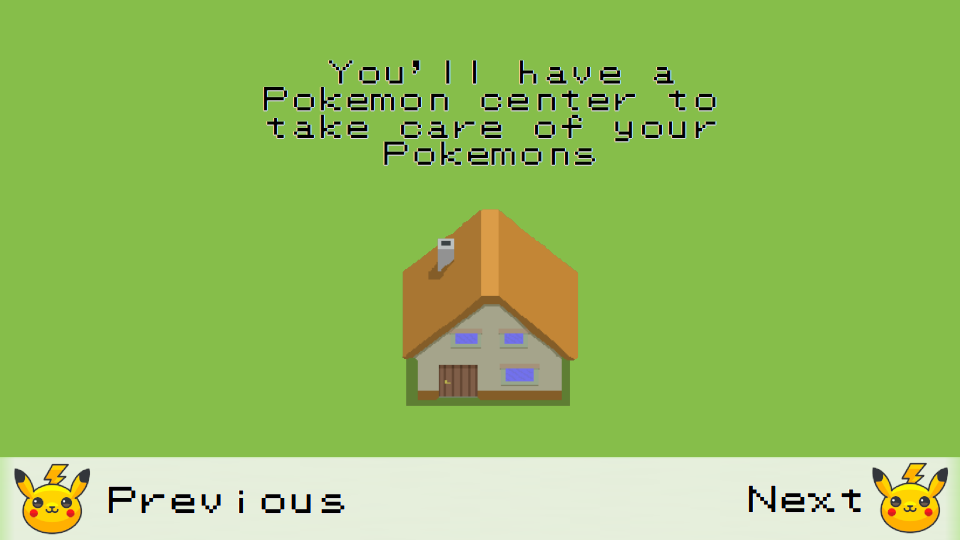 You'll have a
Pokemon center to
take care of your
Pokemons
Previous
Next